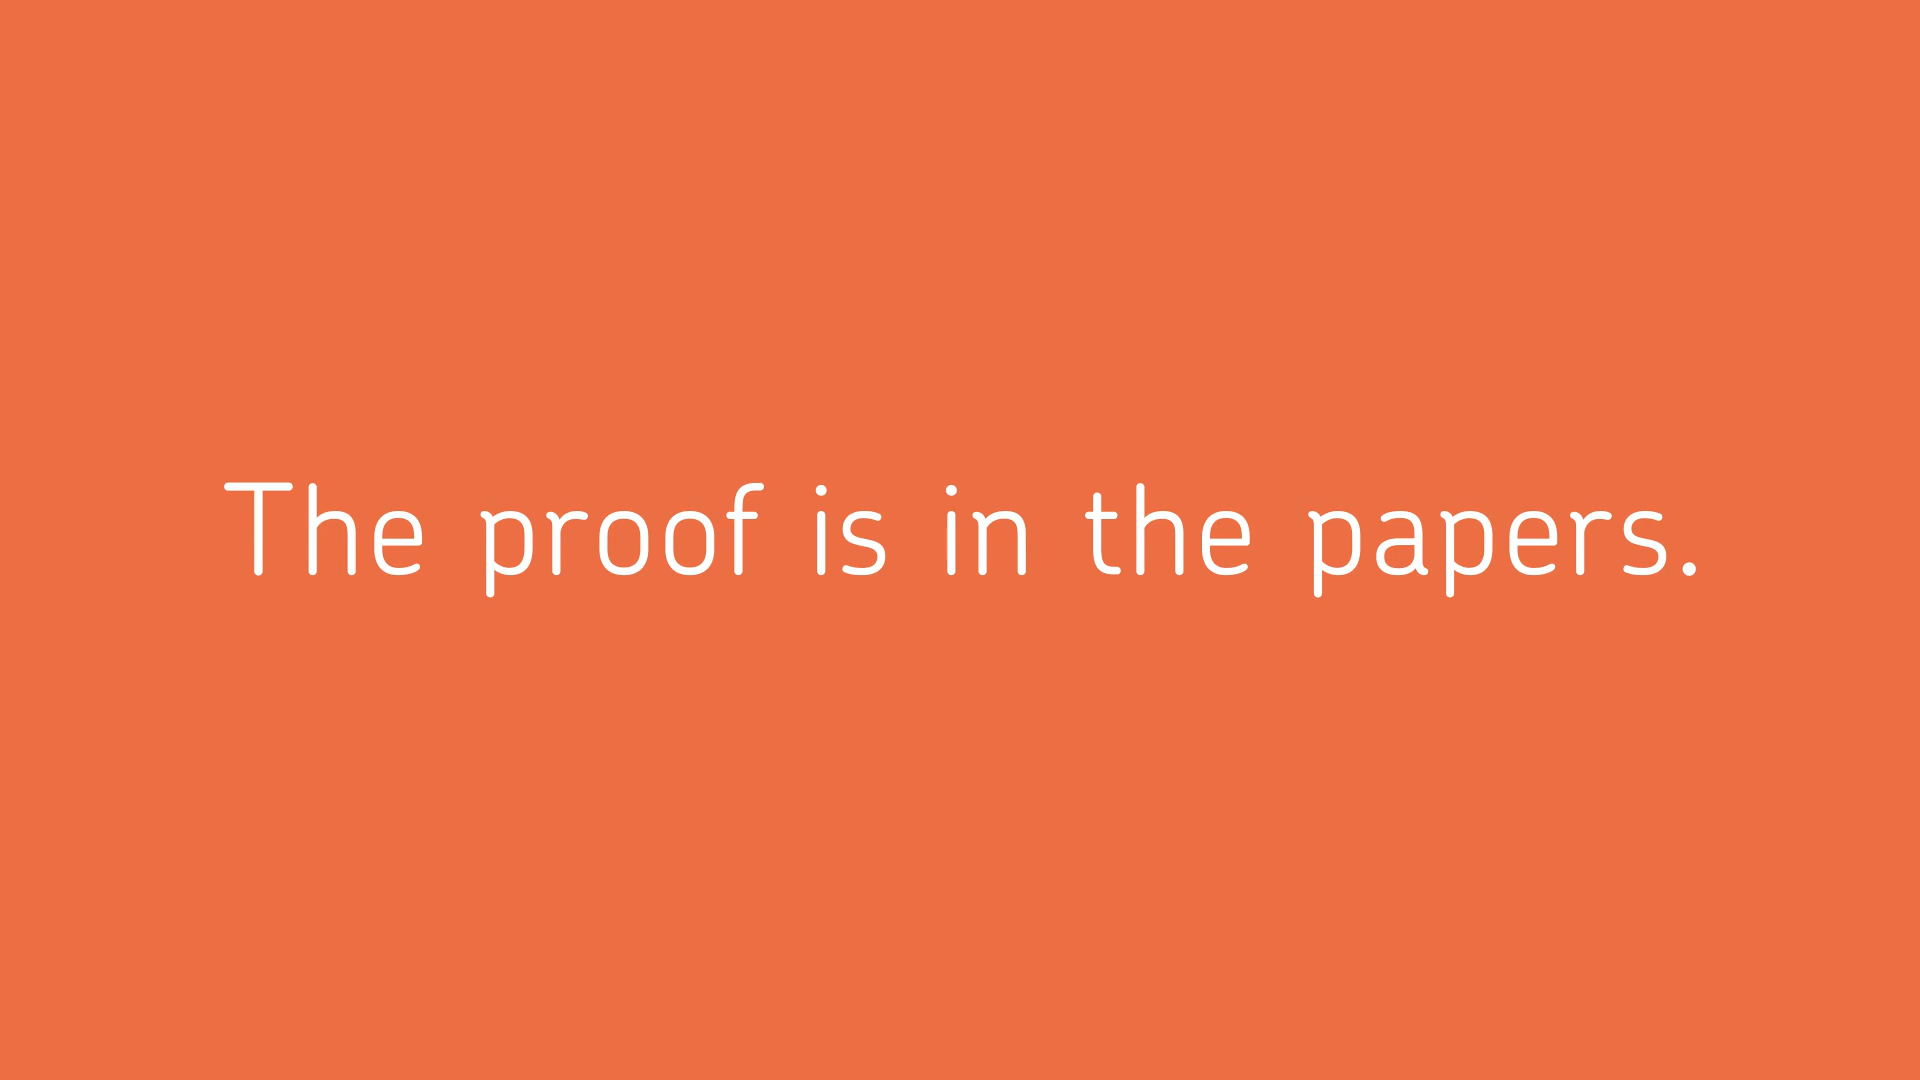 The proof is in the papers.